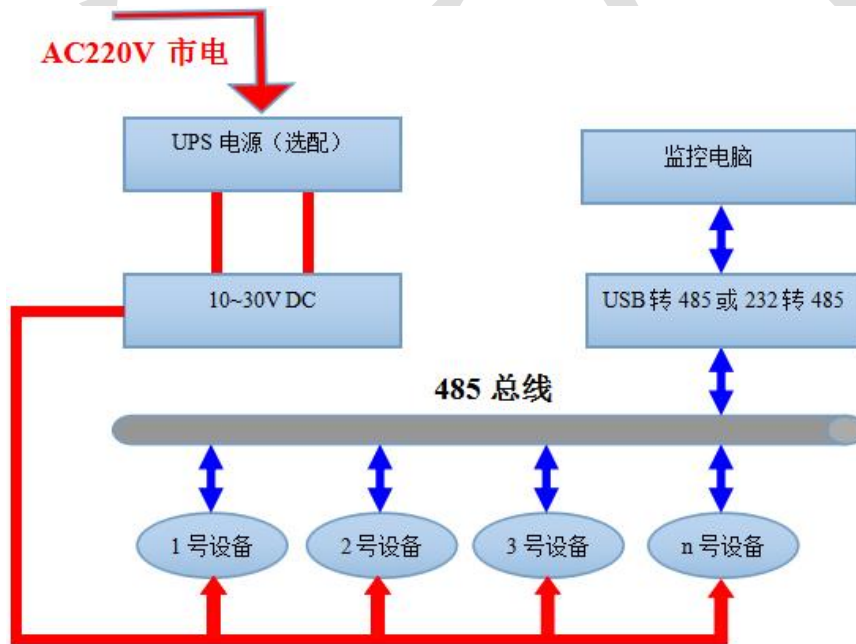 AC220V 市电
UPS 电源（选配）
监控电脑
10~30V DC
USB 转 485 或 232 转 485
485 总线
1 号设备
2 号设备
3 号设备
n 号设备